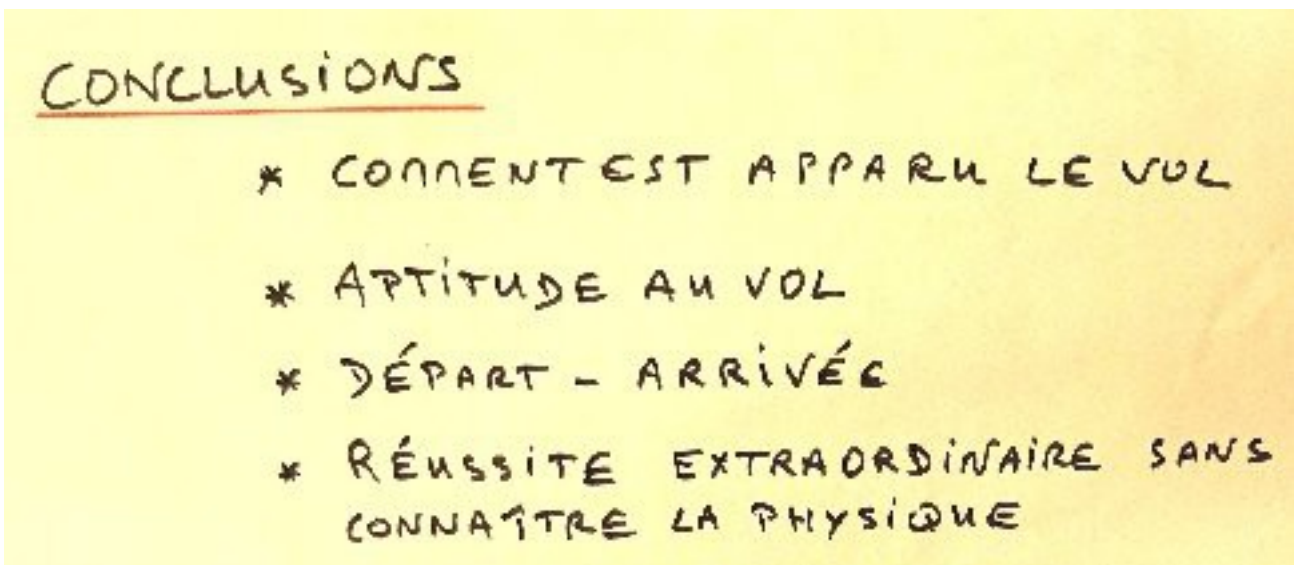 CONCLUSIONS
* COMMENT EST APPARU LE VOL
* APTITUDE AU VOL
* DÉPART - ARRIVÉE
* RÉUSSITE EXTRAORDINAIRE SANS
CONNAÎTRE LA PHYSIQUE